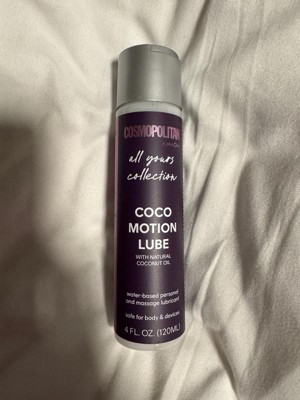 COSMOPOLITAN
all yours
collection
COCO
MOTION
LUBE
WITH NATURAL
COCONUT OIL
water-based personal
and massage lubricant
safe for body & devices
4 FL. OZ. (120ML)